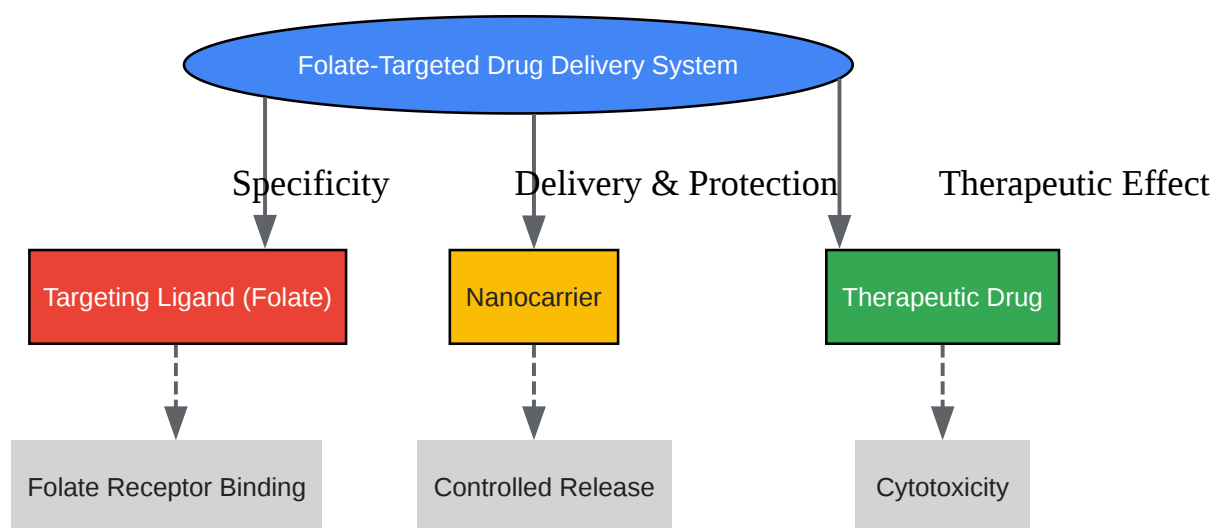 Folate-Targeted Drug Delivery System
Specificity
Delivery & Protection
Therapeutic Effect
Targeting Ligand (Folate)
Nanocarrier
Therapeutic Drug
Folate Receptor Binding
Controlled Release
Cytotoxicity